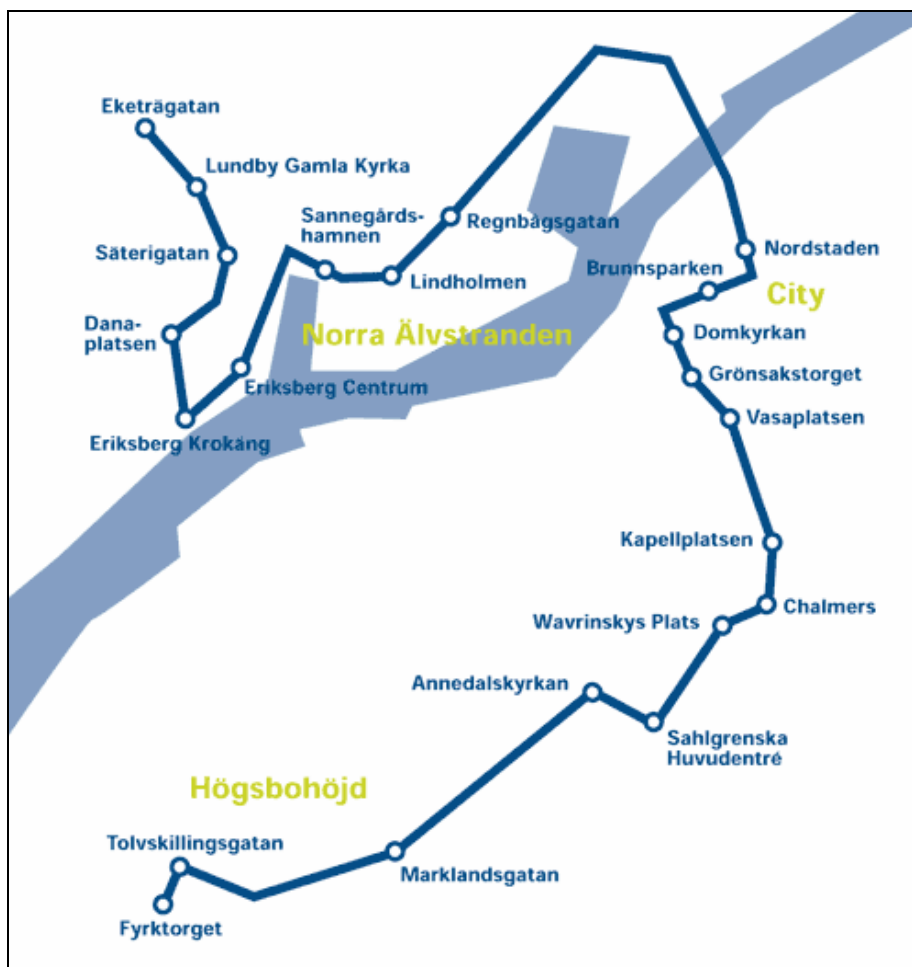 Eketrägatan
Lundby Gamla Kyrka
Sannegårds-
hamnen
Regnbågsgatan
Säterigatan
Nordstaden
Brunnsparken
Lindholmen
City
Dana-
platsen
Norra Älvstranden
Domkyrkan
Grönsakstorget
Eriksberg Centrum
Vasaplatsen
Eriksberg Krokäng
Kapellplatsen
Chalmers
Wavrinskys Plats
Annedalskyrkan
Sahlgrenska
Huvudentré
Högsbohöjd
Tolvskillingsgatan
Marklandsgatan
Fyrktorget